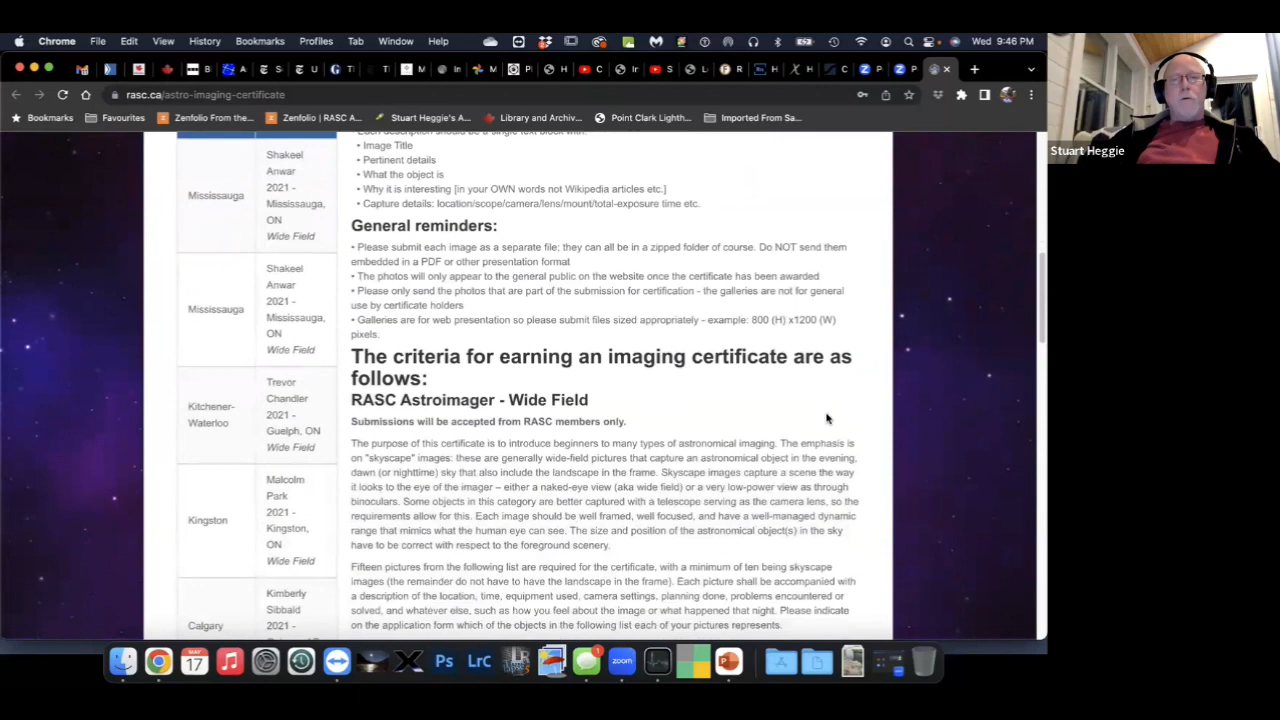 Chrome File Edit View History Bookmarks Profiles Tab Window Help Wed 9:46 PM
rasc.ca/astro-imaging-certificate
Bookmarks Favourites Zenfolio From the... Zenfolio | RASC A... Stuart Heggie's A... Library and Archiv... Point Clark Lighth... Imported From Sa...
Stuart Heggie
Mississauga
Shakeel
Anwar
2021 -
Mississauga,
ON
Wide Field
Mississauga
Shakeel
Anwar
2021 -
Mississauga,
ON
Wide Field
Kitchener-
Waterloo
Trevor
Chandler
2021 -
Guelph, ON
Wide Field
Kingston
Malcolm
Park
2021 -
Kingston,
ON
Wide Field
Calgary
Kimberly
Sibbald
2021 -
Each description should be a single text block with:
• Image Title
• Pertinent details
• What the object is
• Why it is interesting [in your OWN words not Wikipedia articles etc.]
• Capture details: location/scope/camera/lens/mount/total-exposure time etc.
General reminders:
• Please submit each image as a separate file; they can all be in a zipped folder of course. Do NOT send them
embedded in a PDF or other presentation format
• The photos will only appear to the general public on the website once the certificate has been awarded
• Please only send the photos that are part of the submission for certification - the galleries are not for general
use by certificate holders
• Galleries are for web presentation so please submit files sized appropriately - example: 800 (H) x1200 (W)
pixels.
The criteria for earning an imaging certificate are as
follows:
RASC Astroimager - Wide Field
Submissions will be accepted from RASC members only.
The purpose of this certificate is to introduce beginners to many types of astronomical imaging. The emphasis is
on "skyscape" images: these are generally wide-field pictures that capture an astronomical object in the evening,
dawn (or nighttime) sky that also include the landscape in the frame. Skyscape images capture a scene the way
it looks to the eye of the imager – either a naked-eye view (aka wide field) or a very low-power view as through
binoculars. Some objects in this category are better captured with a telescope serving as the camera lens, so the
requirements allow for this. Each image should be well framed, well focused, and have a well-managed dynamic
range that mimics what the human eye can see. The size and position of the astronomical object(s) in the sky
have to be correct with respect to the foreground scenery.
Fifteen pictures from the following list are required for the certificate, with a minimum of ten being skyscape
images (the remainder do not have to have the landscape in the frame). Each picture shall be accompanied with
a description of the location, time, equipment used, camera settings, planning done, problems encountered or
solved, and whatever else, such as how you feel about the image or what happened that night. Please indicate
on the application form which of the objects in the following list each of your pictures represents.
MAY
17
Ps
LrC
zoom
1